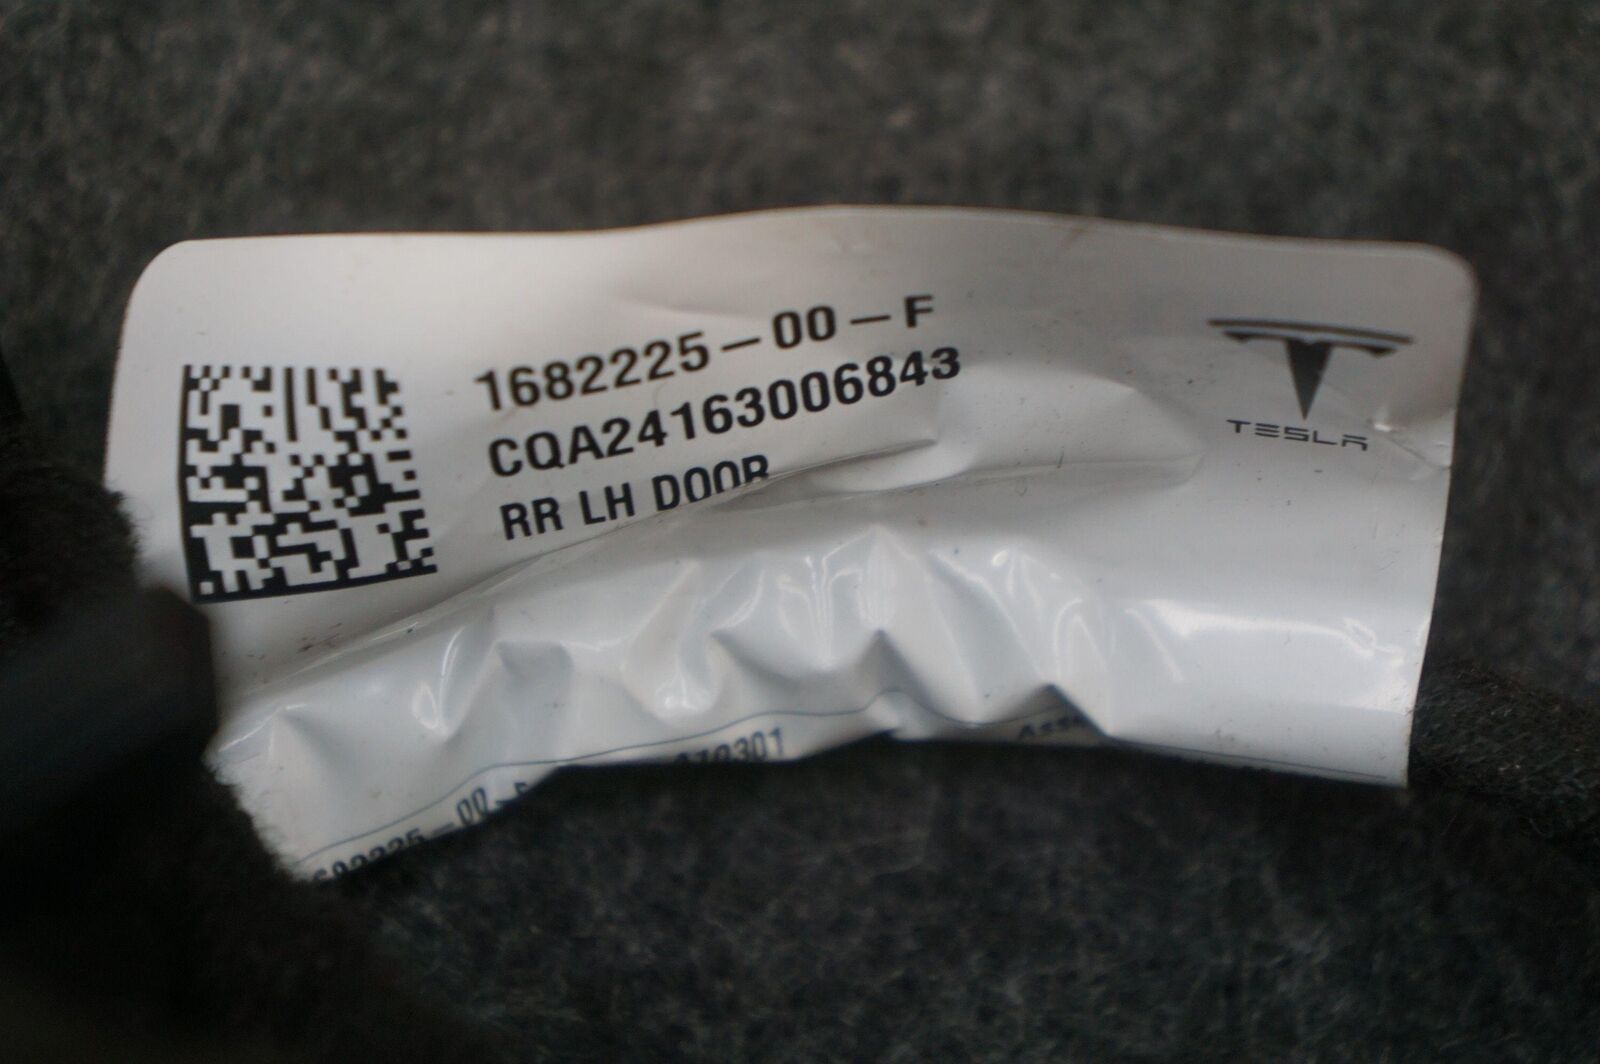 1682225-00-F
CQA24163006843
RR LH DOOR
TESLA